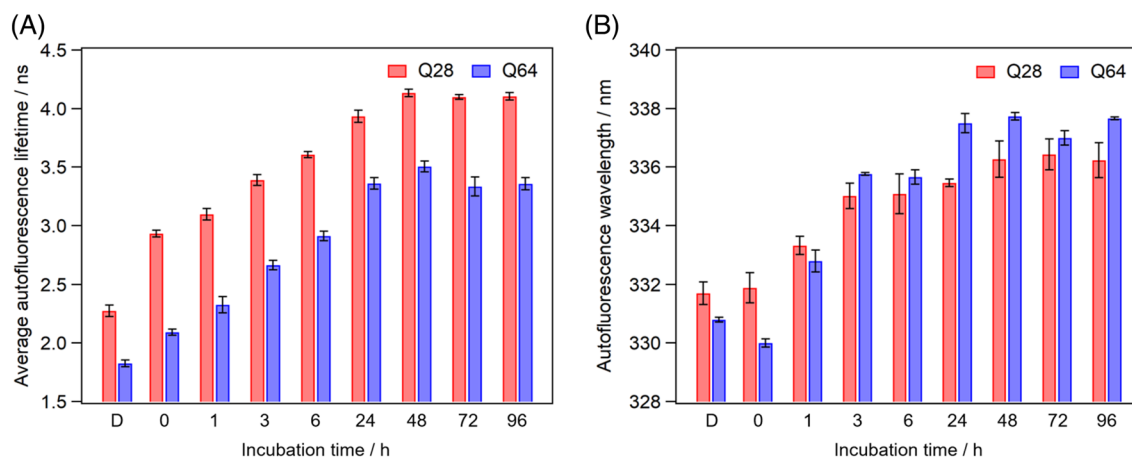 (A)
Average autofluorescence lifetime / ns
4.5
4.0
3.5
3.0
2.5
2.0
1.5
Q28 Q64
D 0 1 3 6 24 48 72 96
Incubation time / h
(B)
Autofluorescence wavelength / nm
340
338
336
334
332
330
328
Q28 Q64
D 0 1 3 6 24 48 72 96
Incubation time / h